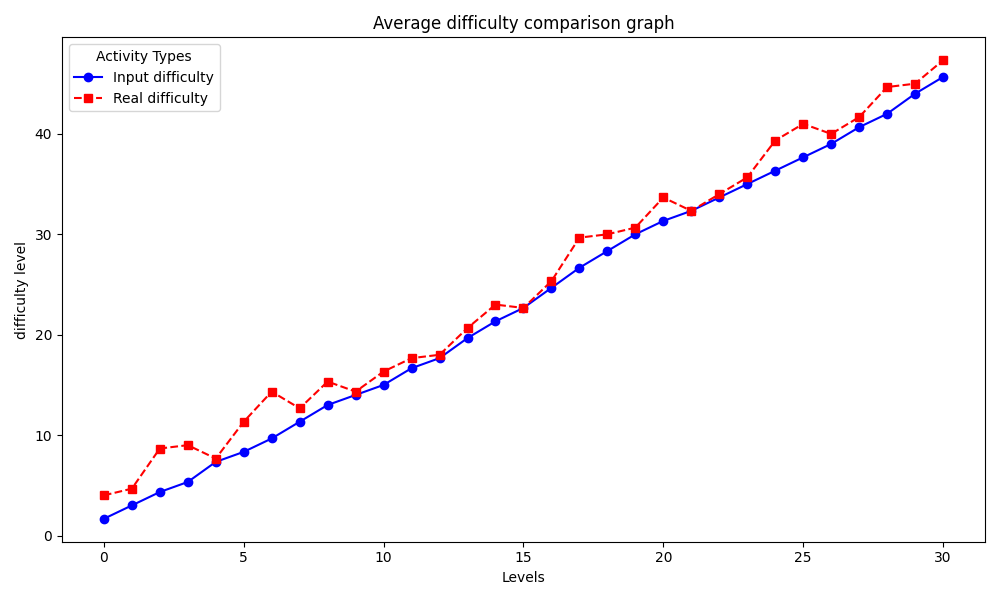 Average difficulty comparison graph
Activity Types
Input difficulty
Real difficulty
difficulty level
40
30
20
10
0
0 5 10 15 20 25 30
Levels